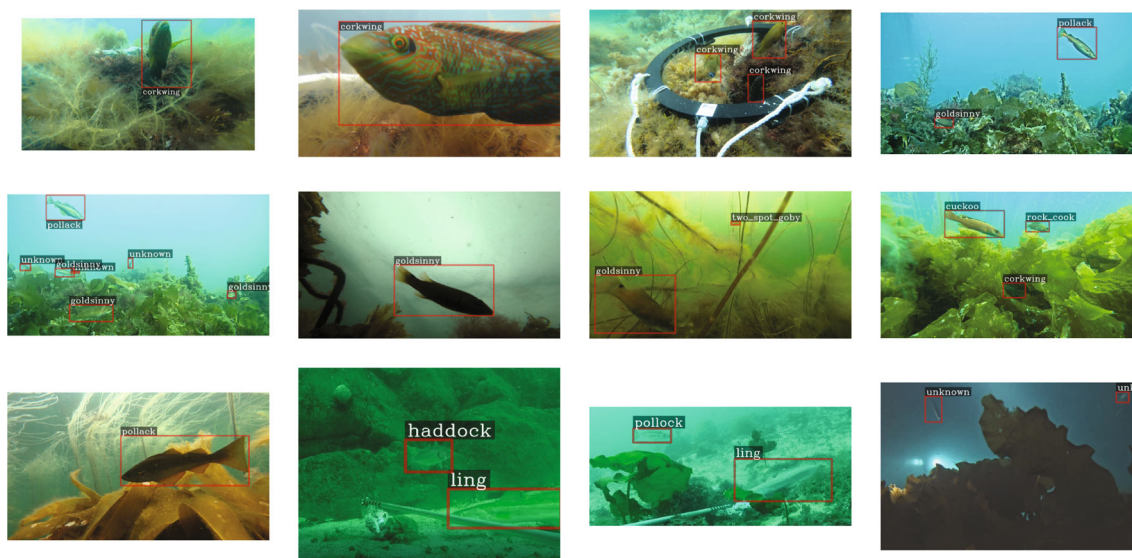 corkwing
corkwing
corkwing
corkwing
corkwing
pollack
goldsinny
pollack
unknown
goldsinny
unknown
unknown
goldsinny
goldsinny
goldsinny
two_spot_goby
goldsinny
cuckoo
rock_cook
corkwing
pollack
haddock
ling
pollock
ling
unknown